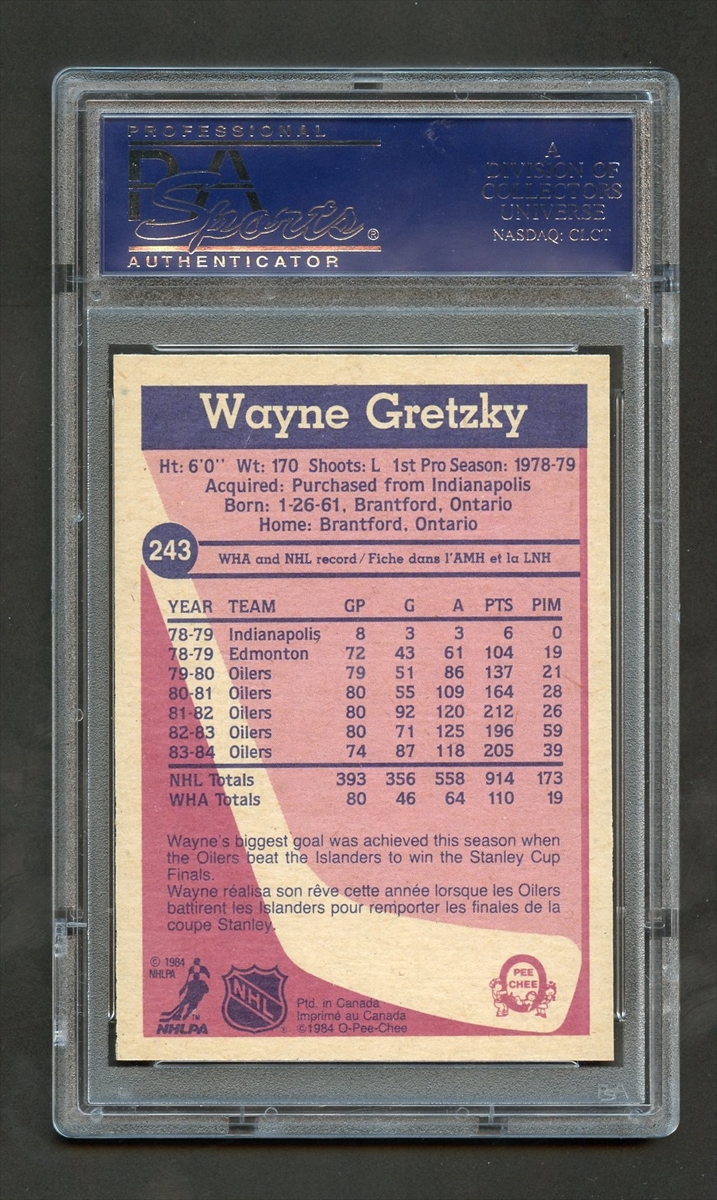 PROFESSIONAL
PSA
Sports®
AUTHENTICATOR
A
DIVISION OF
COLLECTORS
UNIVERSE
NASDAQ: CLCT
Wayne Gretzky
Ht: 6'0'' Wt: 170 Shoots: L 1st Pro Season: 1978-79
Acquired: Purchased from Indianapolis
Born: 1-26-61, Brantford, Ontario
Home: Brantford, Ontario
243
WHA and NHL record/Fiche dans l'AMH et la LNH
YEAR TEAM GP G A PTS PIM
78-79 Indianapolis 8 3 3 6 0
78-79 Edmonton 72 43 61 104 19
79-80 Oilers 79 51 86 137 21
80-81 Oilers 80 55 109 164 28
81-82 Oilers 80 92 120 212 26
82-83 Oilers 80 71 125 196 59
83-84 Oilers 74 87 118 205 39
NHL Totals 393 356 558 914 173
WHA Totals 80 46 64 110 19
Wayne's biggest goal was achieved this season when
the Oilers beat the Islanders to win the Stanley Cup
Finals.
Wayne réalisa son rêve cette année lorsque les Oilers
battirent les Islanders pour remporter les finales de la
coupe Stanley.
© 1984
NHLPA
TM
NHLPA
NHL
®
Ptd. in Canada
Imprimé au Canada
©1984 O-Pee-Chee
PEE
CHEE
PSA